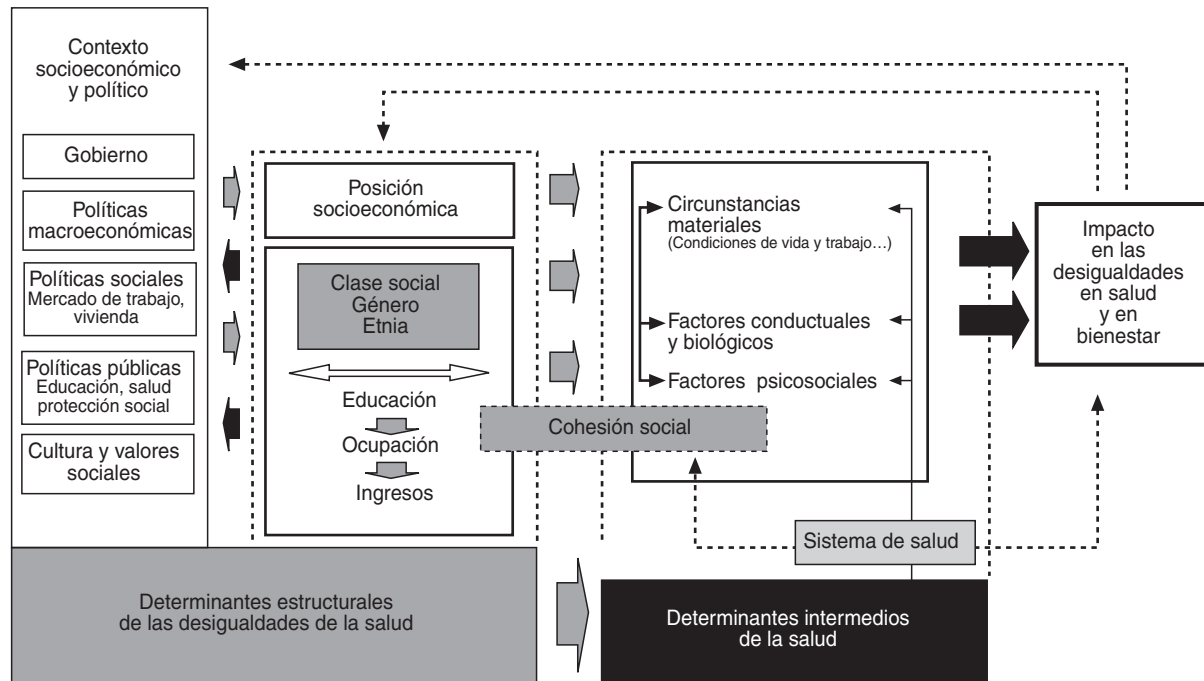 Contexto
socioeconómico
y político
Gobierno
Políticas
macroeconómicas
Políticas sociales
Mercado de trabajo,
vivienda
Políticas públicas
Educación, salud
protección social
Cultura y valores
sociales
Posición
socioeconómica
Clase social
Género
Etnia
Educación
Ocupación
Ingresos
Cohesión social
Circunstancias
materiales
(Condiciones de vida y trabajo…)
Factores conductuales
y biológicos
Factores psicosociales
Sistema de salud
Impacto
en las
desigualdades
en salud
y en
bienestar
Determinantes estructurales
de las desigualdades de la salud
Determinantes intermedios
de la salud